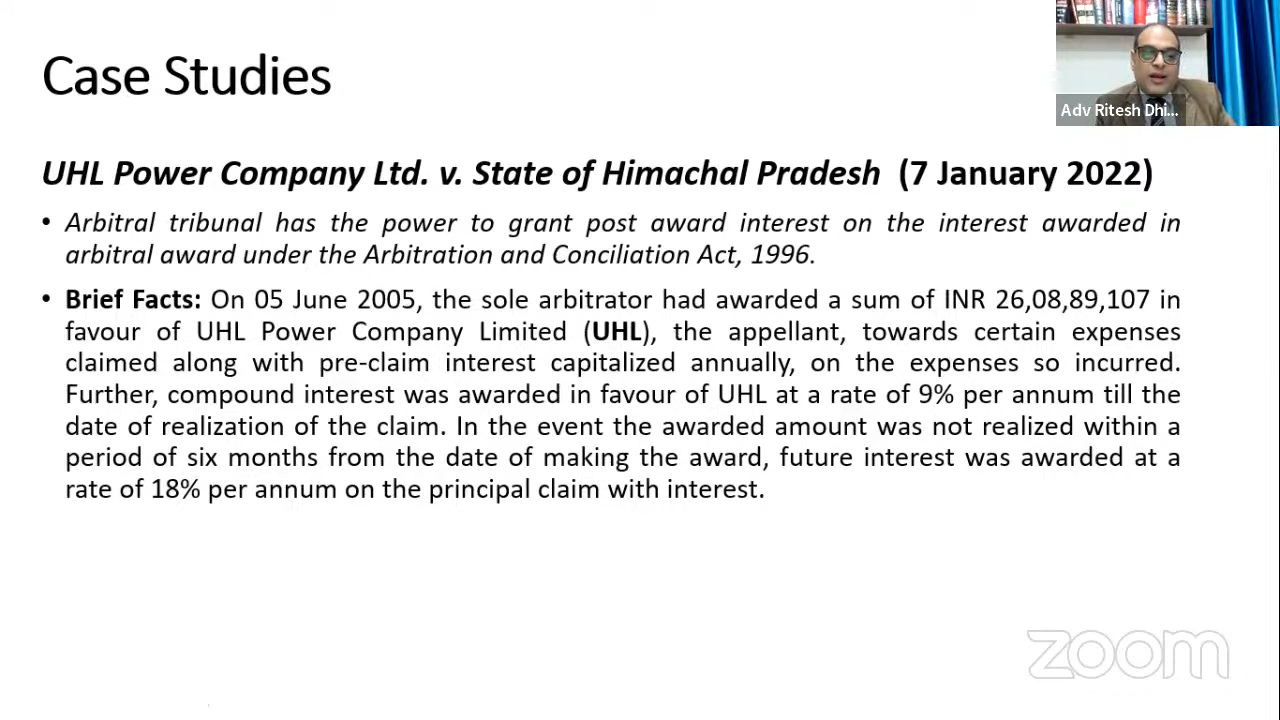 Case Studies
Adv Ritesh Dhi...
UHL Power Company Ltd. v. State of Himachal Pradesh (7 January 2022)
• Arbitral tribunal has the power to grant post award interest on the interest awarded in
arbitral award under the Arbitration and Conciliation Act, 1996.
• Brief Facts: On 05 June 2005, the sole arbitrator had awarded a sum of INR 26,08,89,107 in
favour of UHL Power Company Limited (UHL), the appellant, towards certain expenses
claimed along with pre-claim interest capitalized annually, on the expenses so incurred.
Further, compound interest was awarded in favour of UHL at a rate of 9% per annum till the
date of realization of the claim. In the event the awarded amount was not realized within a
period of six months from the date of making the award, future interest was awarded at a
rate of 18% per annum on the principal claim with interest.
zoom